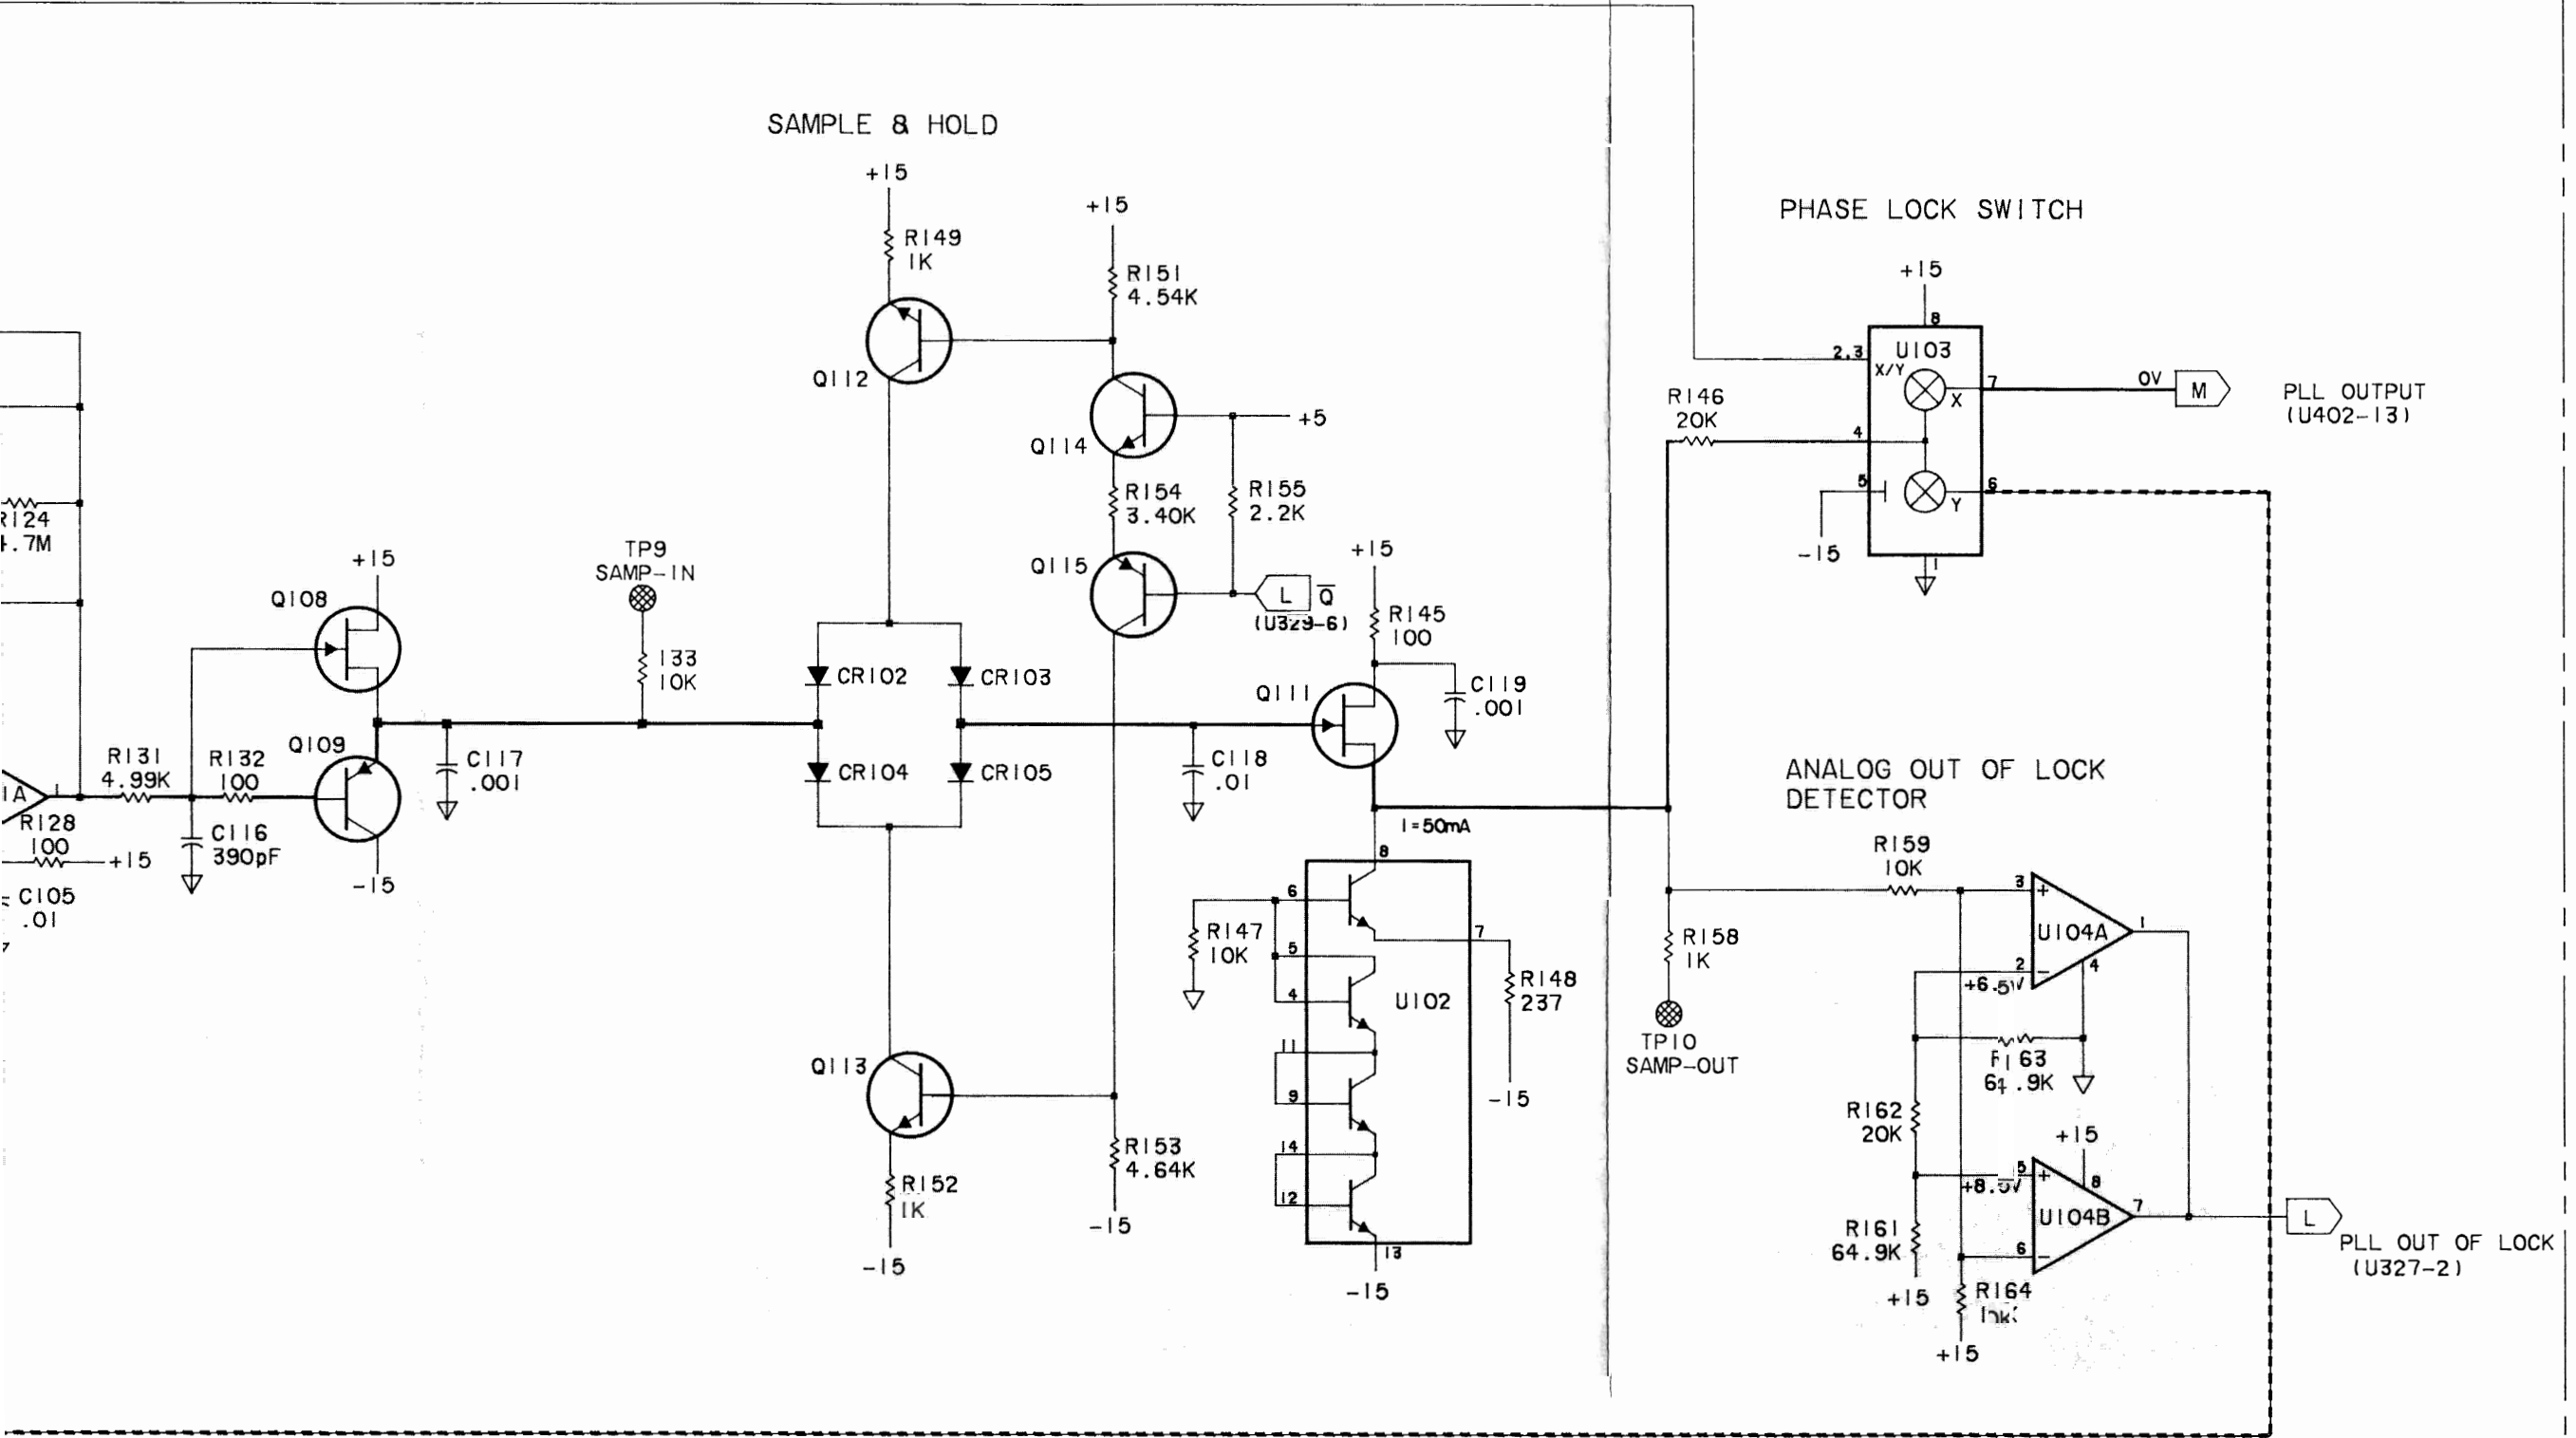 SAMPLE & HOLD
+15
R149
1K
Q112
+15
R151
4.54K
Q114
+5
R154
3.40K
R155
2.2K
Q115
L
Q̅
(U329-6)
R124
4.7M
+15
Q108
TP9
SAMP-IN
133
10K
CR102
CR103
CR104
CR105
1A
1
R131
4.99K
R132
100
Q109
C117
.001
R128
100
+15
C116
390pF
-15
C105
.01
Q113
R152
1K
-15
R153
4.64K
-15
+15
R145
100
Q111
C119
.001
C118
.01
I=50mA
8
6
R147
10K
5
4
7
R148
237
-15
U102
11
9
14
12
13
-15
PHASE LOCK SWITCH
+15
8
U103
2,3
X/Y
X
7
0V
M
PLL OUTPUT
(U402-13)
R146
20K
4
5
-15
Y
6
1
ANALOG OUT OF LOCK
DETECTOR
R159
10K
3
+
U104A
1
2
-
4
+6.5V
R158
1K
TP10
SAMP-OUT
R163
64.9K
R162
20K
+15
5
+
8
+8.5V
U104B
7
6
-
R161
64.9K
+15
R164
10K
+15
L
PLL OUT OF LOCK
(U327-2)